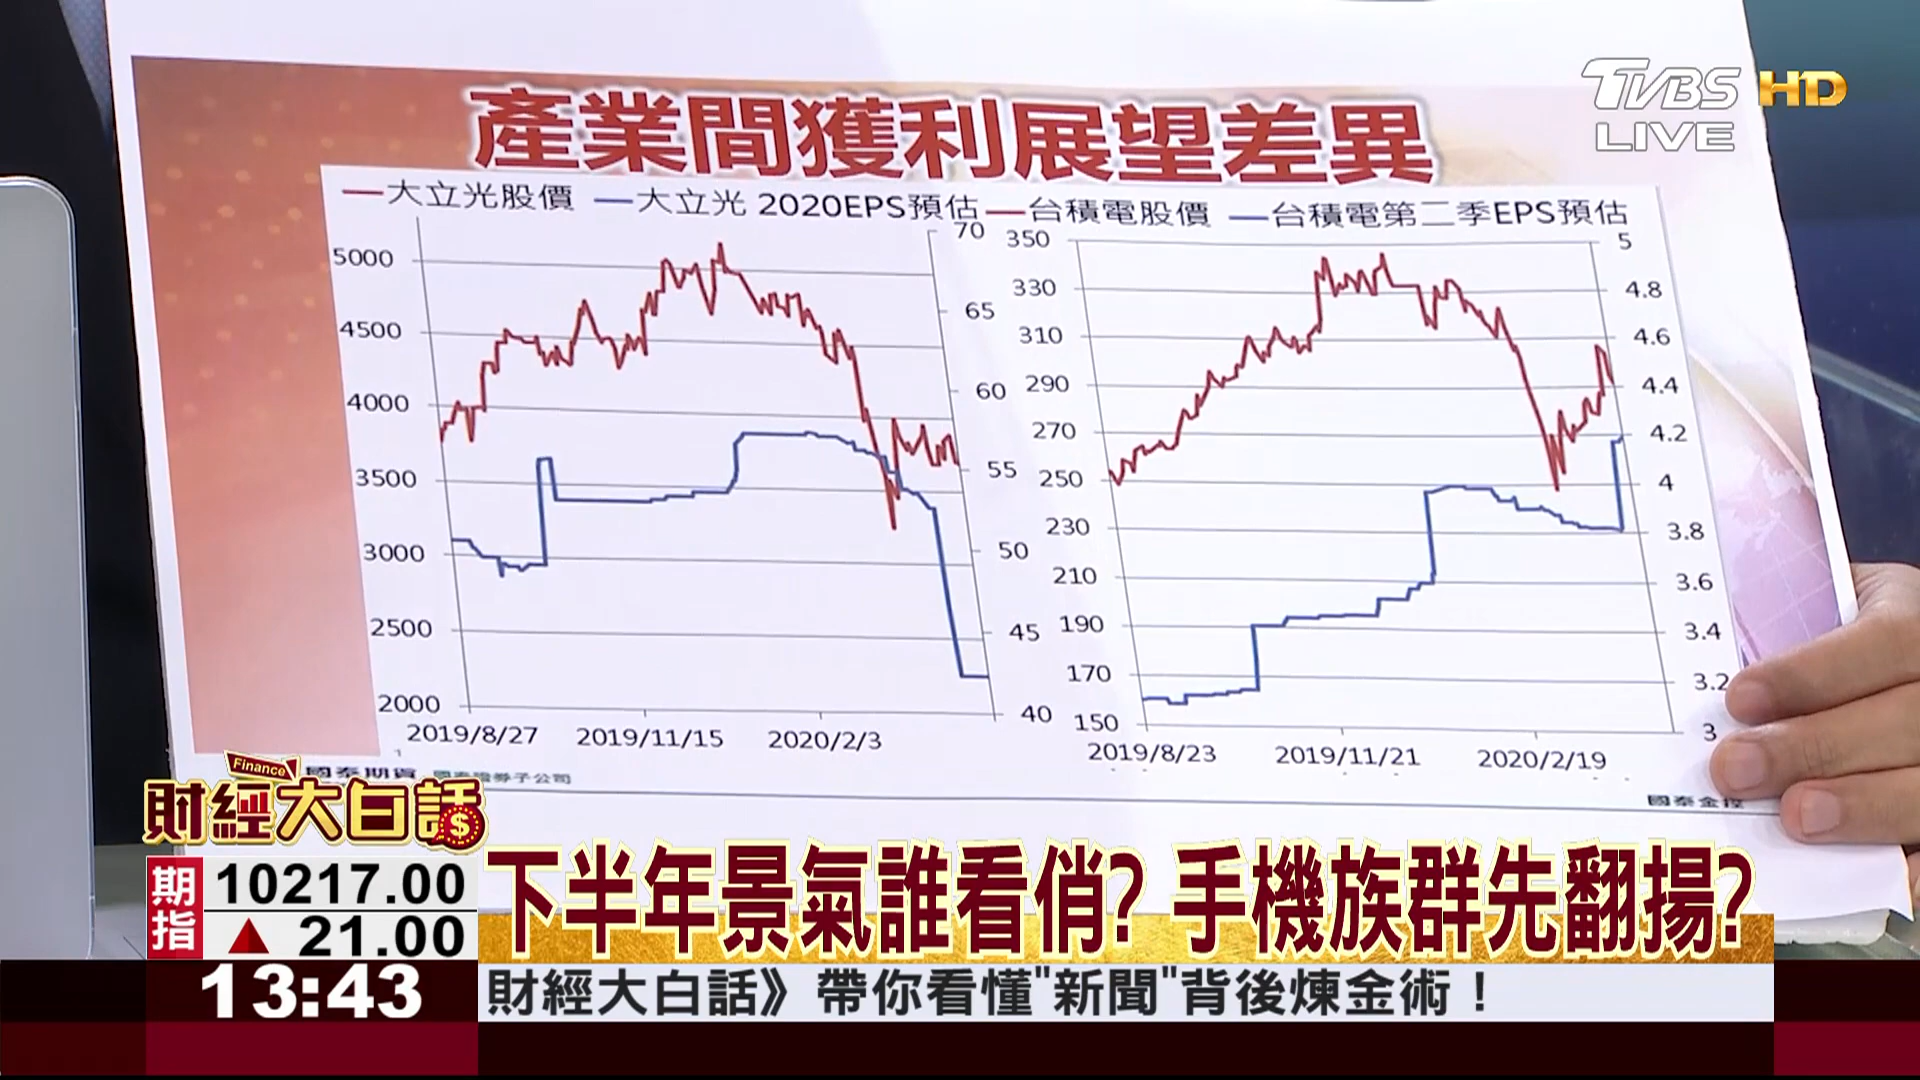 TVBS HD
LIVE
產業間獲利展望差異
大立光股價 大立光 2020EPS預估
5000
4500
4000
3500
3000
2500
2000
70
65
60
55
50
45
40
2019/8/27 2019/11/15 2020/2/3
台積電股價 台積電第二季EPS預估
350
330
310
290
270
250
230
210
190
170
150
5
4.8
4.6
4.4
4.2
4
3.8
3.6
3.4
3.2
3
2019/8/23 2019/11/21 2020/2/19
國泰期貨 國泰證券子公司
國泰金控
Finance
財經大白話
期指 10217.00
▲ 21.00
13:43
下半年景氣誰看俏? 手機族群先翻揚?
財經大白話》帶你看懂"新聞"背後煉金術！